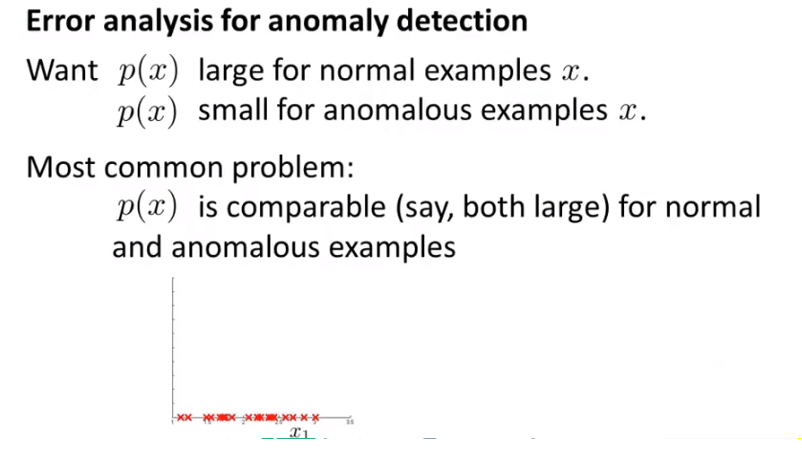 Error analysis for anomaly detection
Want p(x) large for normal examples x.
p(x) small for anomalous examples x.
Most common problem:
p(x) is comparable (say, both large) for normal
and anomalous examples
x₁